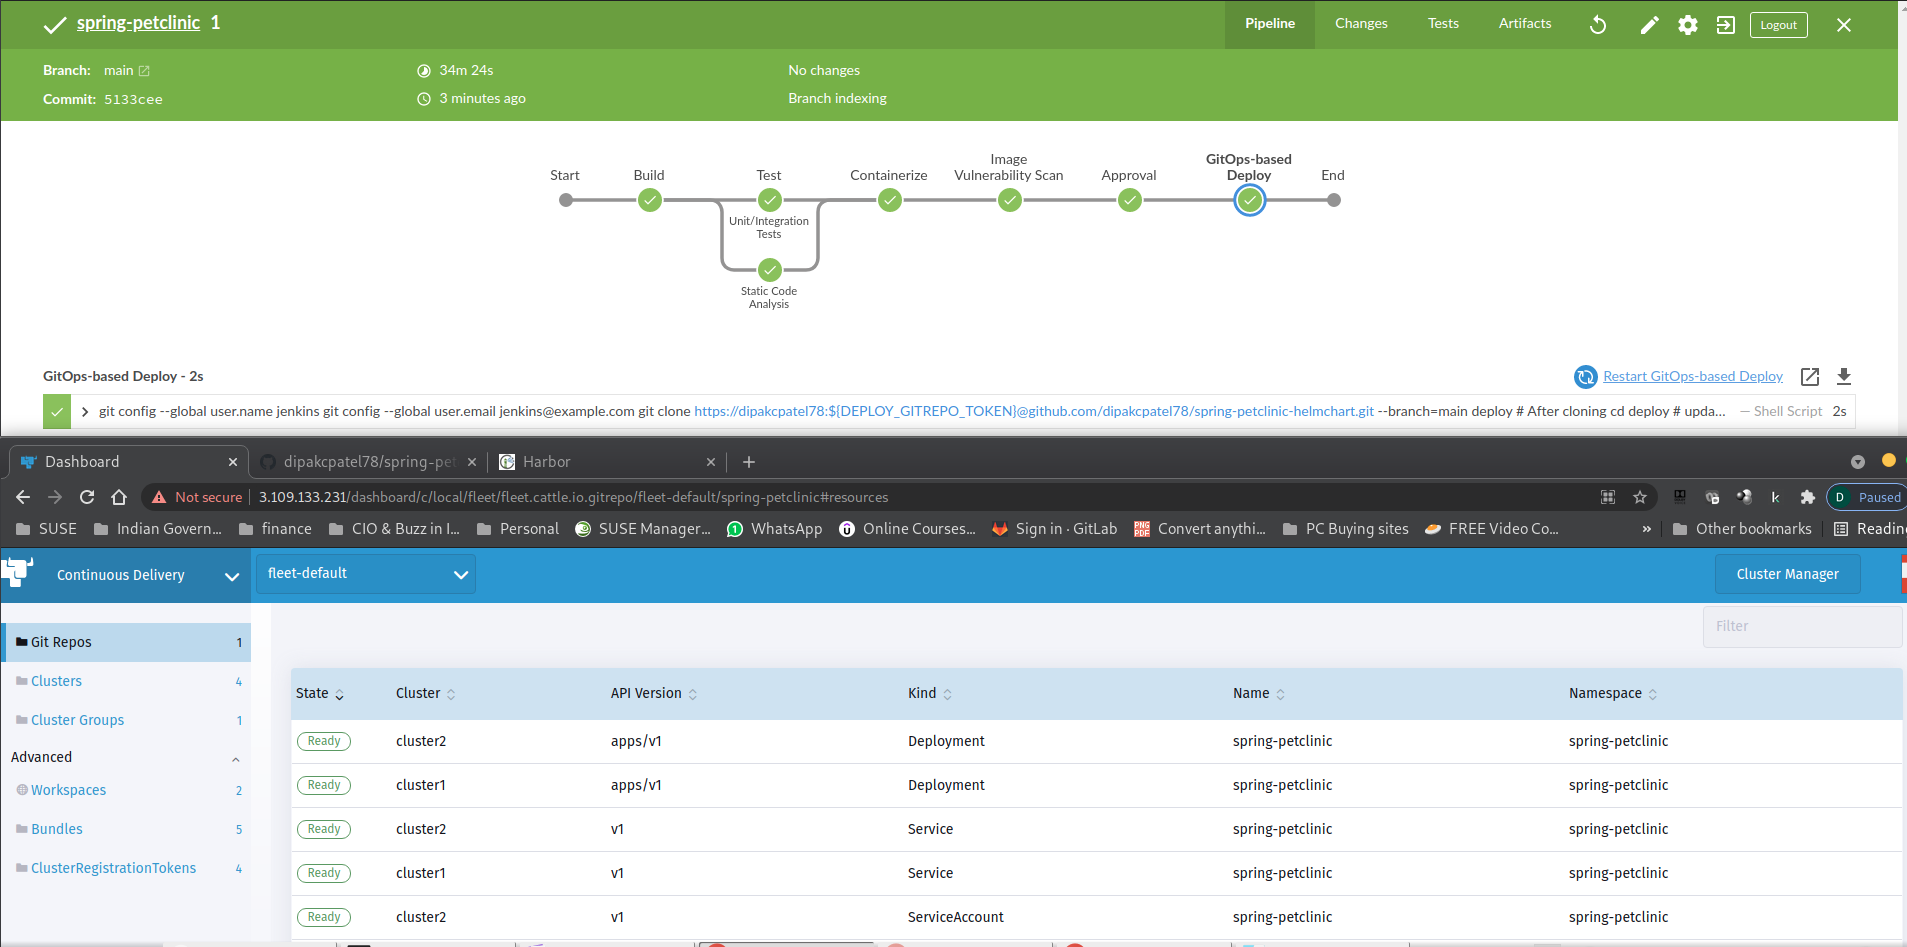 spring-petclinic 1
Pipeline Changes Tests Artifacts Logout
Branch: main 34m 24s No changes
Commit: 5133cee 3 minutes ago Branch indexing
Start Build Test Containerize Image Vulnerability Scan Approval GitOps-based Deploy End
Unit/Integration Tests
Static Code Analysis
GitOps-based Deploy - 2s Restart GitOps-based Deploy
git config --global user.name jenkins git config --global user.email jenkins@example.com git clone https://dipakcpatel78:${DEPLOY_GITREPO_TOKEN}@github.com/dipakcpatel78/spring-petclinic-helmchart.git --branch=main deploy # After cloning cd deploy # upda... — Shell Script 2s
Dashboard dipakcpatel78/spring-pet Harbor
Not secure 3.109.133.231/dashboard/c/local/fleet/fleet.cattle.io.gitrepo/fleet-default/spring-petclinic#resources D Paused
SUSE Indian Govern... finance CIO & Buzz in I... Personal SUSE Manager... 1 WhatsApp Online Courses... Sign in · GitLab PNG PDF Convert anythi... PC Buying sites FREE Video Co... » Other bookmarks Readin
Continuous Delivery fleet-default Cluster Manager
Filter
Git Repos 1
Clusters 4
Cluster Groups 1
Advanced
Workspaces 2
Bundles 5
ClusterRegistrationTokens 4
State Cluster API Version Kind Name Namespace
Ready cluster2 apps/v1 Deployment spring-petclinic spring-petclinic
Ready cluster1 apps/v1 Deployment spring-petclinic spring-petclinic
Ready cluster2 v1 Service spring-petclinic spring-petclinic
Ready cluster1 v1 Service spring-petclinic spring-petclinic
Ready cluster2 v1 ServiceAccount spring-petclinic spring-petclinic